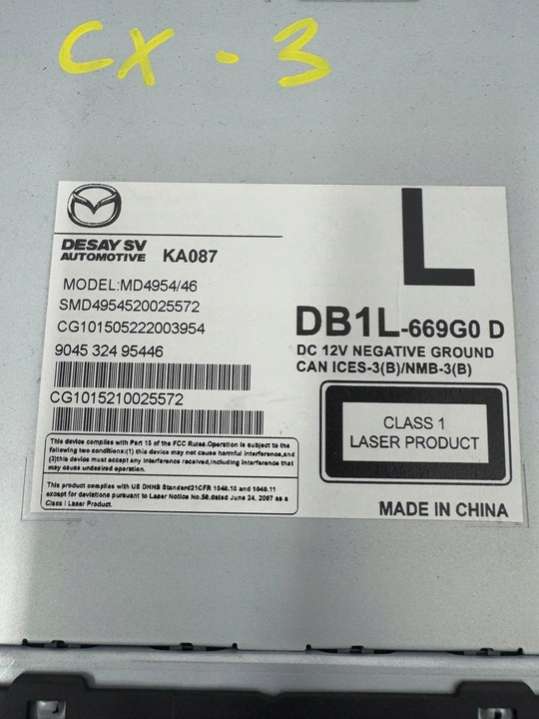 CX - 3
L
DESAY SV
AUTOMOTIVE KA087
MODEL:MD4954/46
SMD4954520025572
CG101505222003954
9045 324 95446
CG1015210025572
DB1L-669G0 D
DC 12V NEGATIVE GROUND
CAN ICES-3(B)/NMB-3(B)
CLASS 1
LASER PRODUCT
This device complies with Part 15 of the FCC Rules.Operation is subject to the
following two conditions:(1) this device may not cause harmful interference,and
(2)this device must accept any interference received,including interference that
may cause undesired operation.
This product complies with US DHHS Standard21CFR 1040.10 and 1040.11
except for deviations pursuant to Laser Notice No.50,dated June 24, 2007 as a
Class I Laser Product.
MADE IN CHINA